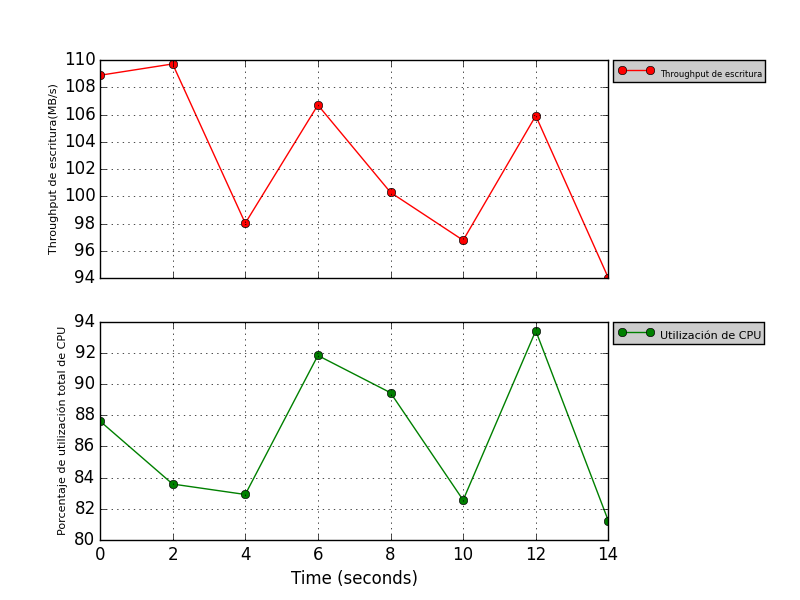 110
108
106
104
102
100
98
96
94
Throughput de escritura(MB/s)
Throughput de escritura
94
92
90
88
86
84
82
80
Porcentaje de utilización total de CPU
Utilización de CPU
0 2 4 6 8 10 12 14
Time (seconds)